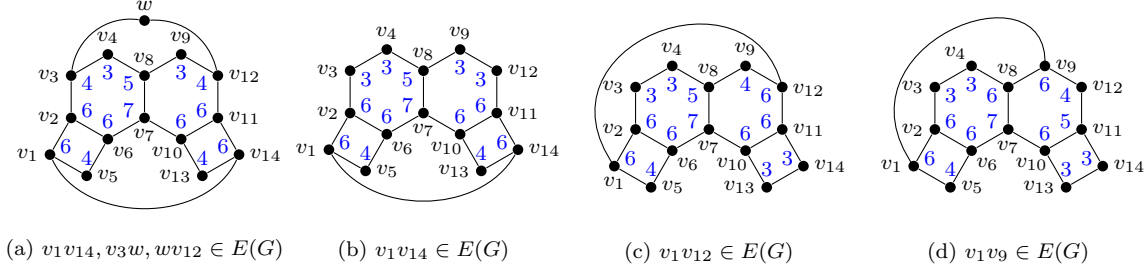 w
v₄ v₉
v₈
v₃ v₁₂
3 3
4 5 4
6 7 6
v₂ v₁₁
6 6
v₇
v₆ v₁₀
v₁ 6 6 v₁₄
4 4
v₅ v₁₃
(a) v₁v₁₄, v₃w, wv₁₂ ∈ E(G)
v₄ v₉
v₈
v₃ v₁₂
3 3
3 5 3
6 7 6
v₂ v₁₁
6 6
v₇
v₆ v₁₀
v₁ 6 6 v₁₄
4 4
v₅ v₁₃
(b) v₁v₁₄ ∈ E(G)
v₄ v₉
v₈
v₃ v₁₂
3 4
3 5 6
6 7 6
v₂ v₁₁
6 6
v₇
v₆ v₁₀
6 3
v₁ 4 3 v₁₄
v₅ v₁₃
(c) v₁v₁₂ ∈ E(G)
v₄ v₉
v₈
v₃ v₁₂
3 6
3 6 4
6 7 5
v₂ v₁₁
6 6
v₇
v₆ v₁₀
6 3
v₁ 4 3 v₁₄
v₅ v₁₃
(d) v₁v₉ ∈ E(G)